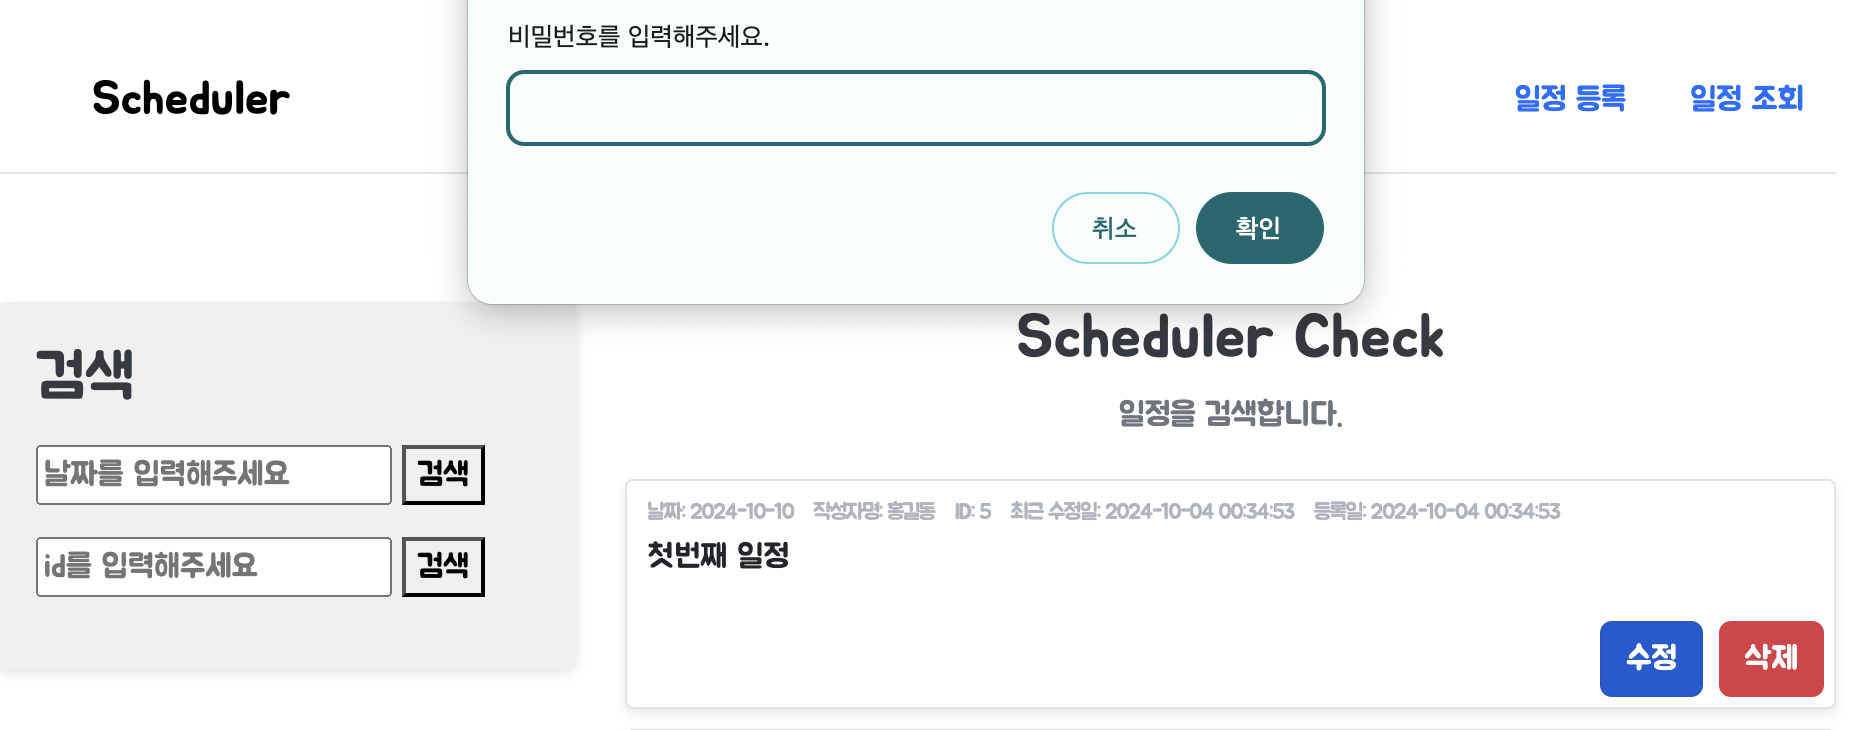 비밀번호를 입력해주세요.
취소 확인
Scheduler 일정 등록 일정 조회
검색
날짜를 입력해주세요 검색
id를 입력해주세요 검색
Scheduler Check
일정을 검색합니다.
날짜: 2024-10-10 작성자명: 홍길동 ID: 5 최근 수정일: 2024-10-04 00:34:53 등록일: 2024-10-04 00:34:53
첫번째 일정
수정 삭제